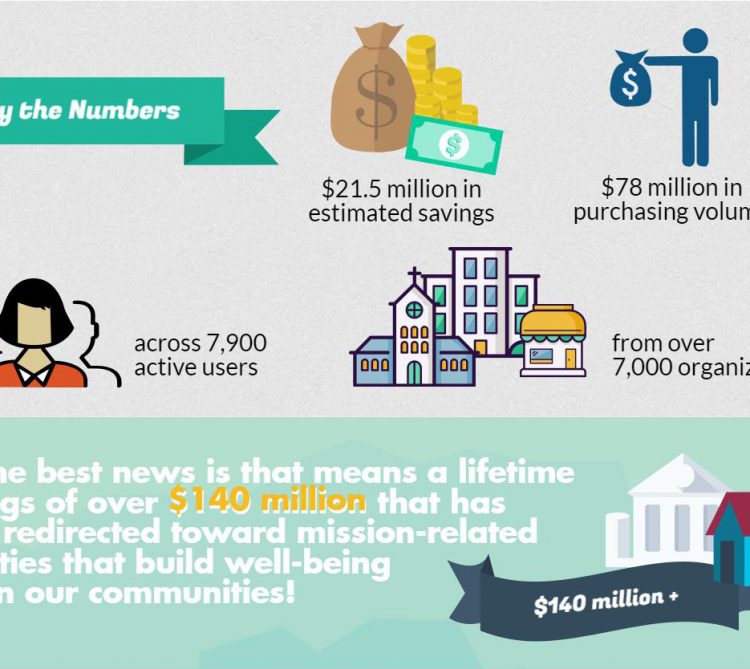 y the Numbers
$
$
$
$21.5 million in
estimated savings
$78 million in
purchasing volum
across 7,900
active users
from over
7,000 organiz
he best news is that means a lifetime
gs of over $140 million that has
redirected toward mission-related
ties that build well-being
n our communities!
$140 million +